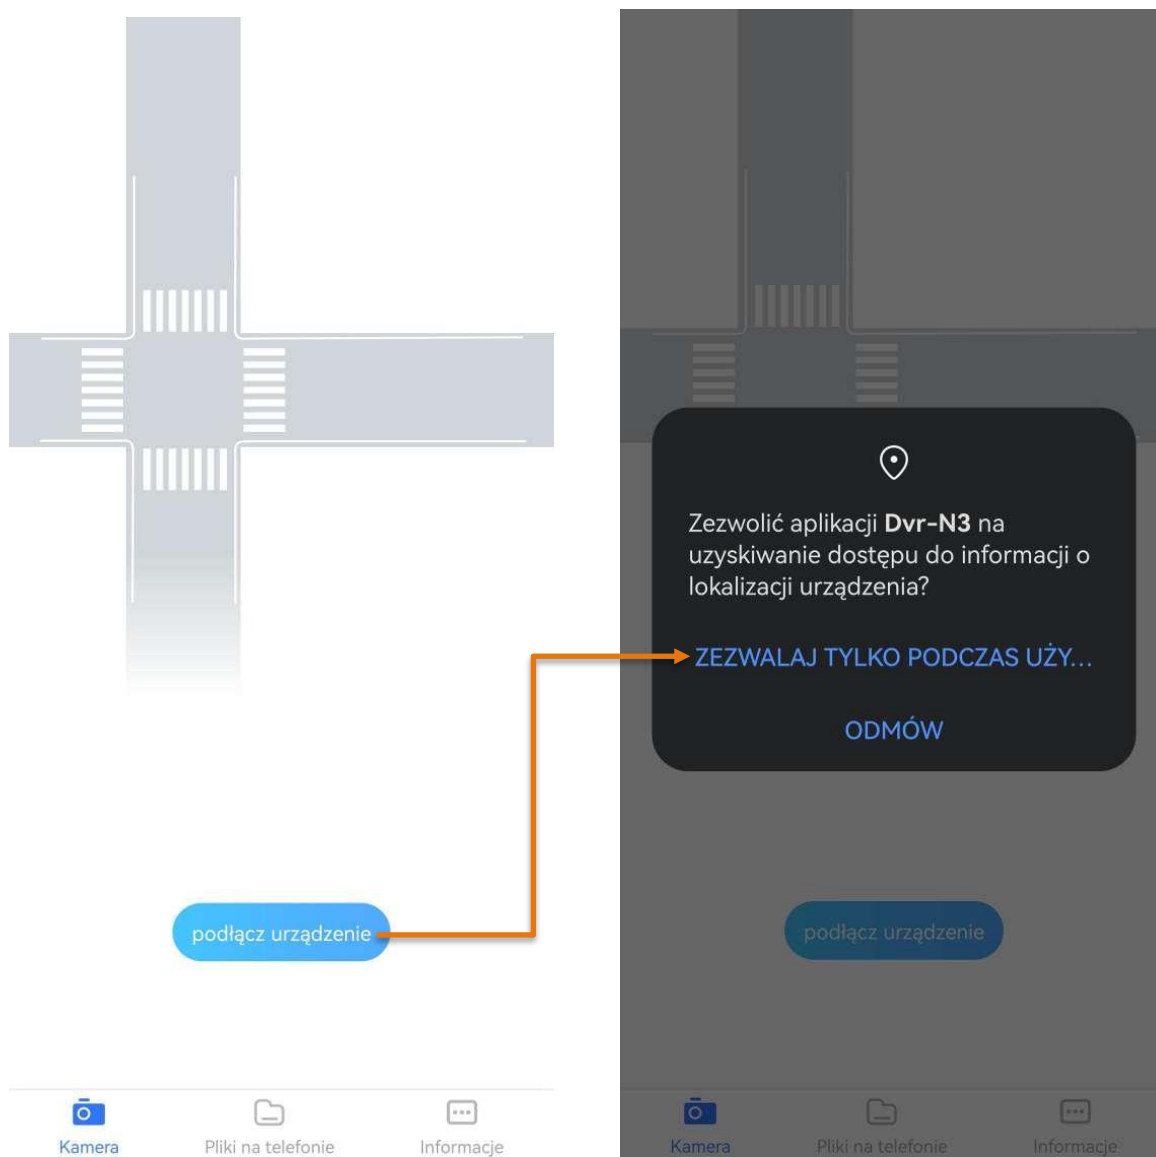 podłącz urządzenie
Kamera
Pliki na telefonie
Informacje
Zezwolić aplikacji Dvr-N3 na
uzyskiwanie dostępu do informacji o
lokalizacji urządzenia?
ZEZWALAJ TYLKO PODCZAS UŻY...
ODMÓW
podłącz urządzenie
Kamera
Pliki na telefonie
Informacje